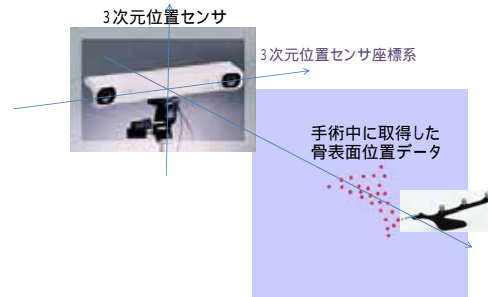 3次元位置センサ
3次元位置センサ座標系
手術中に取得した
骨表面位置データ